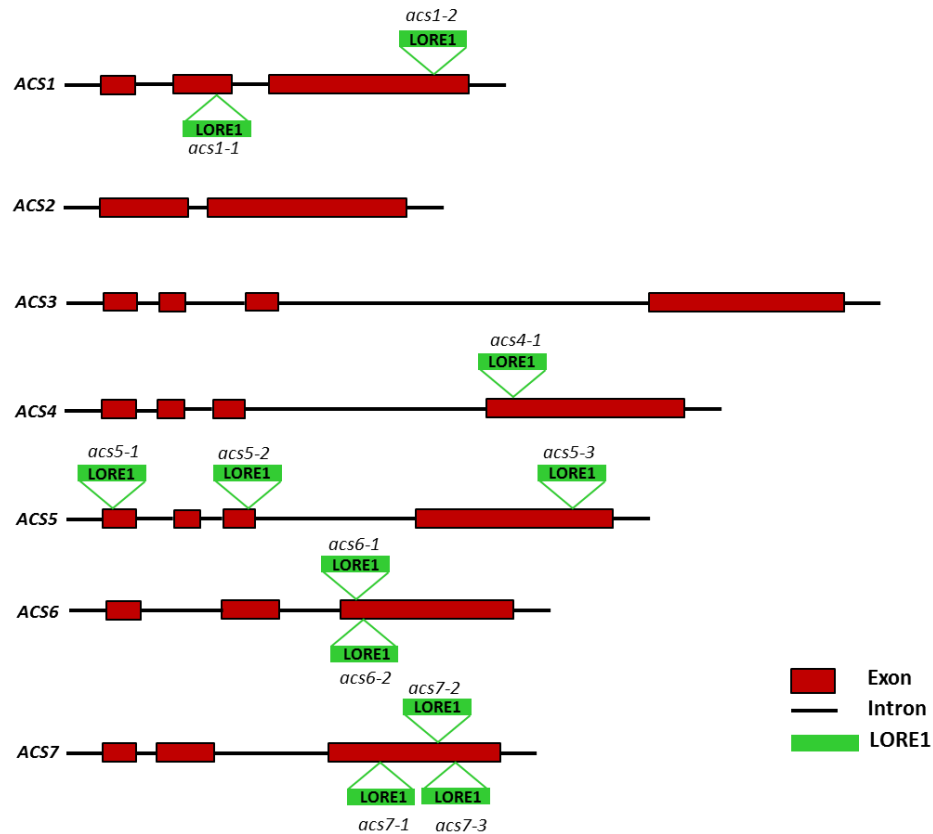 acs1-2
LORE1
ACS1
LORE1
acs1-1
ACS2
ACS3
acs4-1
LORE1
ACS4
acs5-1 acs5-2 acs5-3
LORE1 LORE1 LORE1
ACS5
acs6-1
LORE1
ACS6
LORE1
acs6-2
acs7-2
LORE1
ACS7
LORE1 LORE1
acs7-1 acs7-3
Exon
Intron
LORE1